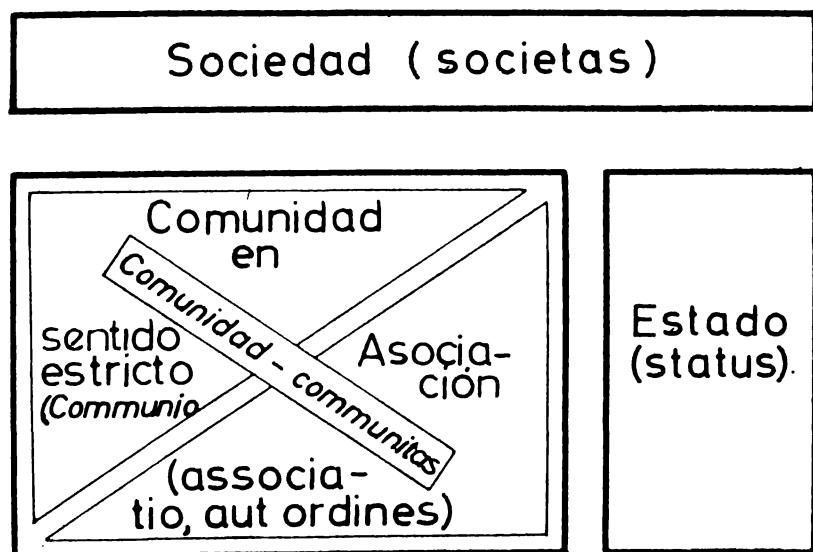 Sociedad ( societas )
Comunidad
en
sentido
estricto
(Communio
Comunidad - communitas
Asocia-
ción
(associa-
tio, aut ordines)
Estado
(status).